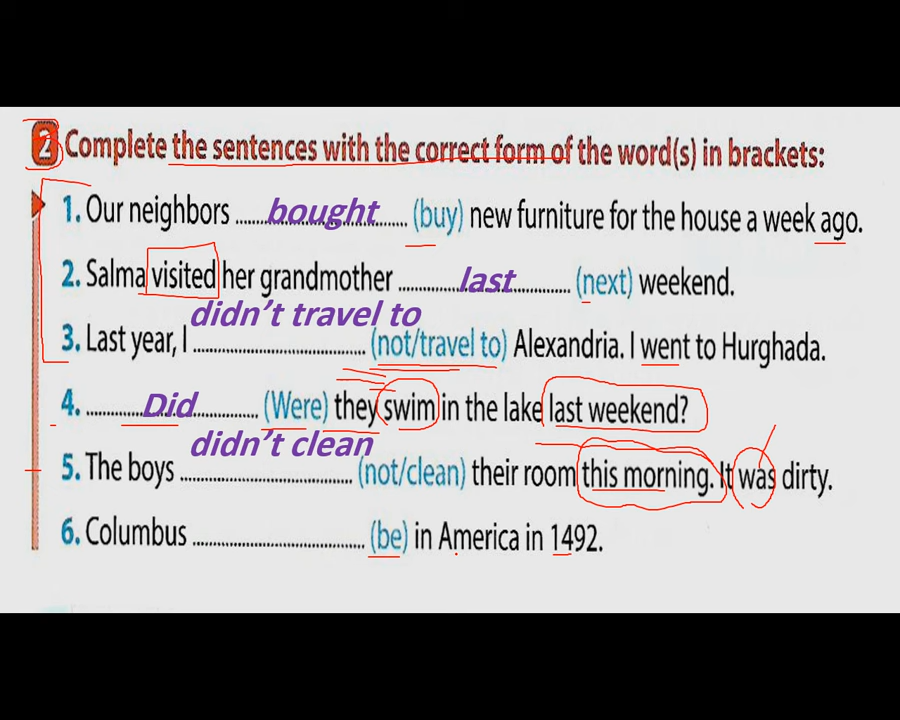 2 Complete the sentences with the correct form of the word(s) in brackets:
1. Our neighbors ........bought....... (buy) new furniture for the house a week ago.
2. Salma visited her grandmother ............last............ (next) weekend.
didn't travel to
3. Last year, I ................................... (not/travel to) Alexandria. I went to Hurghada.
4. ............Did............ (Were) they swim in the lake last weekend?
didn't clean
5. The boys ................................... (not/clean) their room this morning. It was dirty.
6. Columbus ................................... (be) in America in 1492.